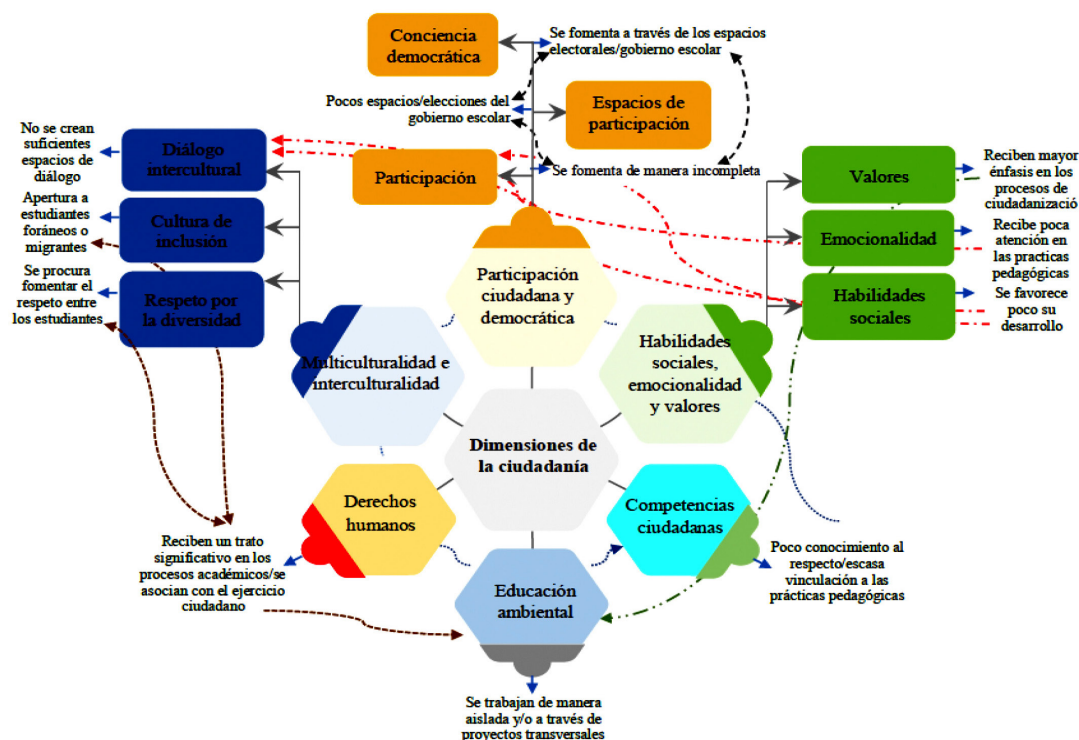 Conciencia
democrática
Se fomenta a través de los espacios
electorales/gobierno escolar
Pocos espacios/elecciones del
gobierno escolar
Espacios de
participación
Participación
Se fomenta de manera incompleta
No se crean
suficientes
espacios de
diálogo
Diálogo
intercultural
Apertura a
estudiantes
foráneos o
migrantes
Cultura de
inclusión
Se procura
fomentar el
respeto entre
los estudiantes
Respeto por
la diversidad
Valores
Reciben mayor
énfasis en los
procesos de
ciudadanizació
Emocionalidad
Recibe poca
atención en
las practicas
pedagógicas
Habilidades
sociales
Se favorece
poco su
desarrollo
Participación
ciudadana y
democrática
Multiculturalidad e
interculturalidad
Habilidades
sociales,
emocionalidad
y valores
Dimensiones de
la ciudadanía
Derechos
humanos
Competencias
ciudadanas
Educación
ambiental
Reciben un trato
significativo en los
procesos académicos/se
asocian con el ejercicio
ciudadano
Poco conocimiento al
respecto/escasa
vinculación a las
prácticas pedagógicas
Se trabajan de manera
aislada y/o a través de
proyectos transversales